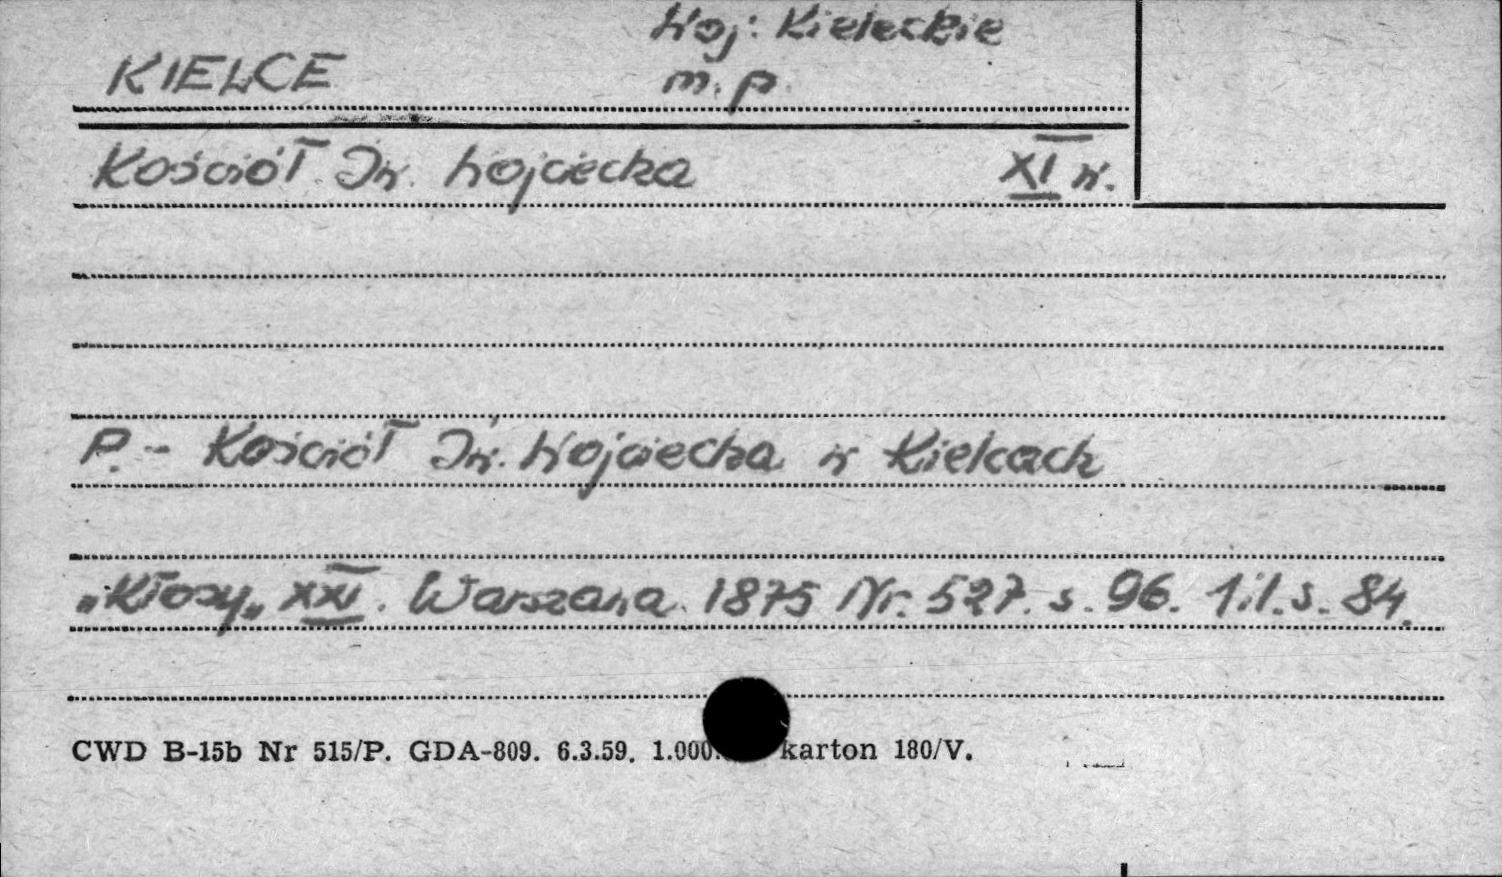 Woj: Kieleckie
KIELCE m. p.
Kościół Św. Wojciecha XI w.
P. - Kościół Św. Wojciecha w Kielcach
„Kłosy„ XXI. Warszawa. 1875 Nr. 527. s. 96. 1 il. s. 84.
CWD B-15b Nr 515/P. GDA-809. 6.3.59. 1.000. karton 180/V.